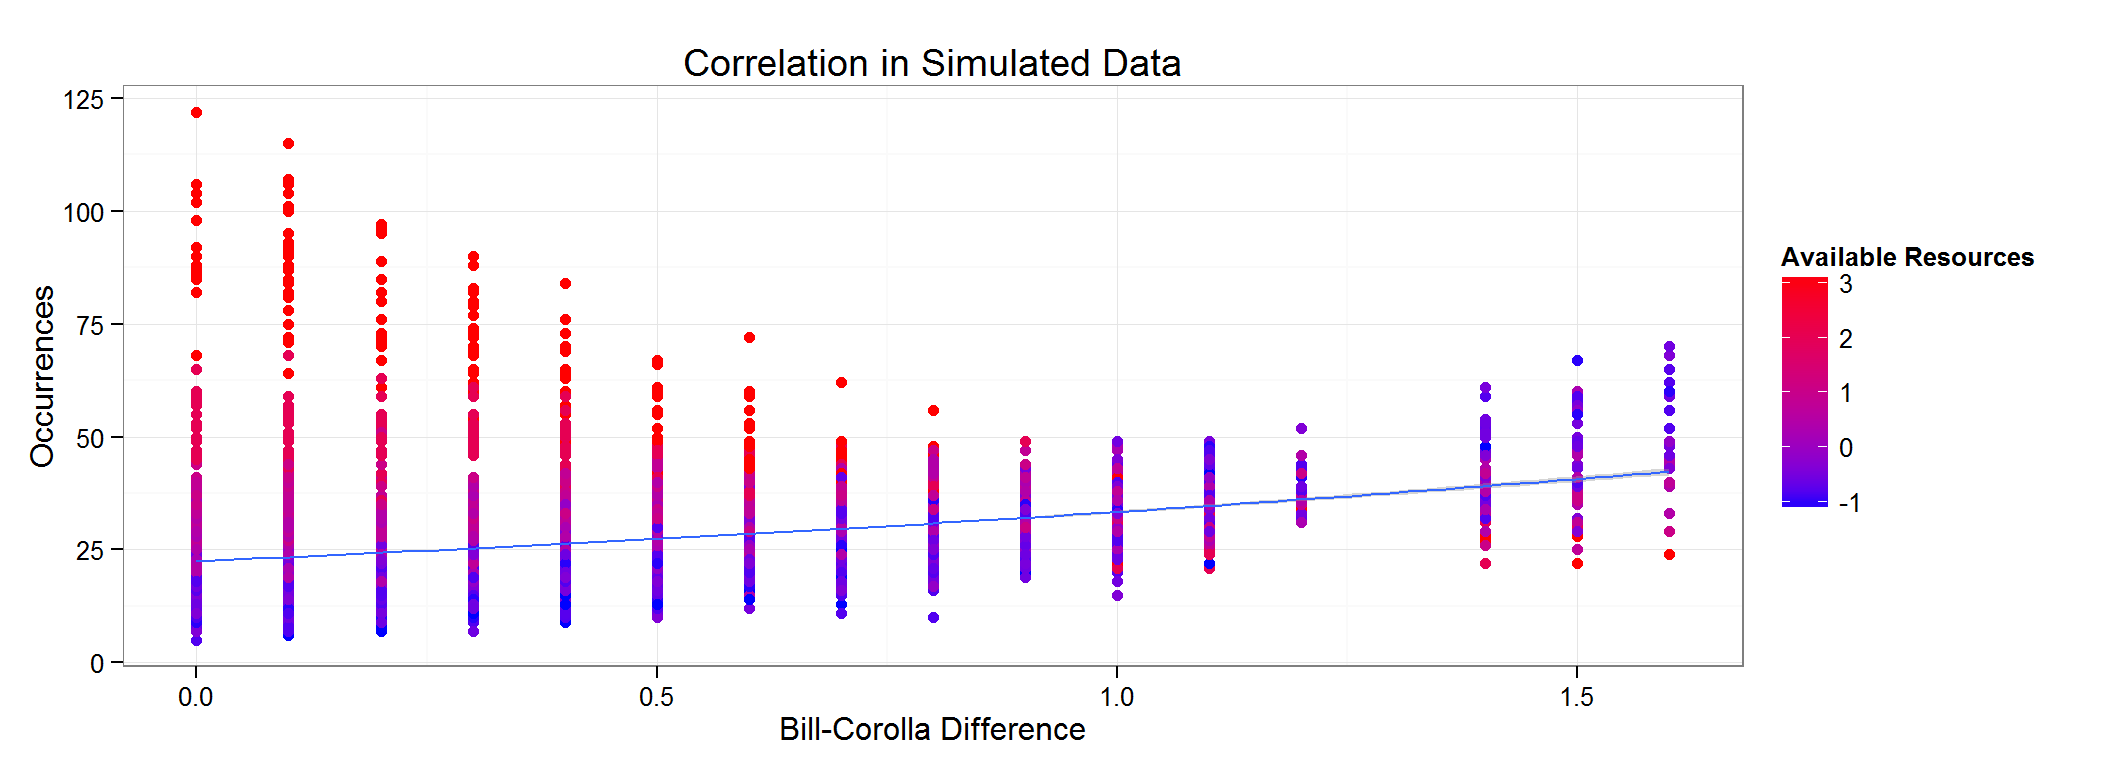 Correlation in Simulated Data
125
100
75
50
25
0
Occurrences
0.0 0.5 1.0 1.5
Bill-Corolla Difference
Available Resources
3
2
1
0
-1